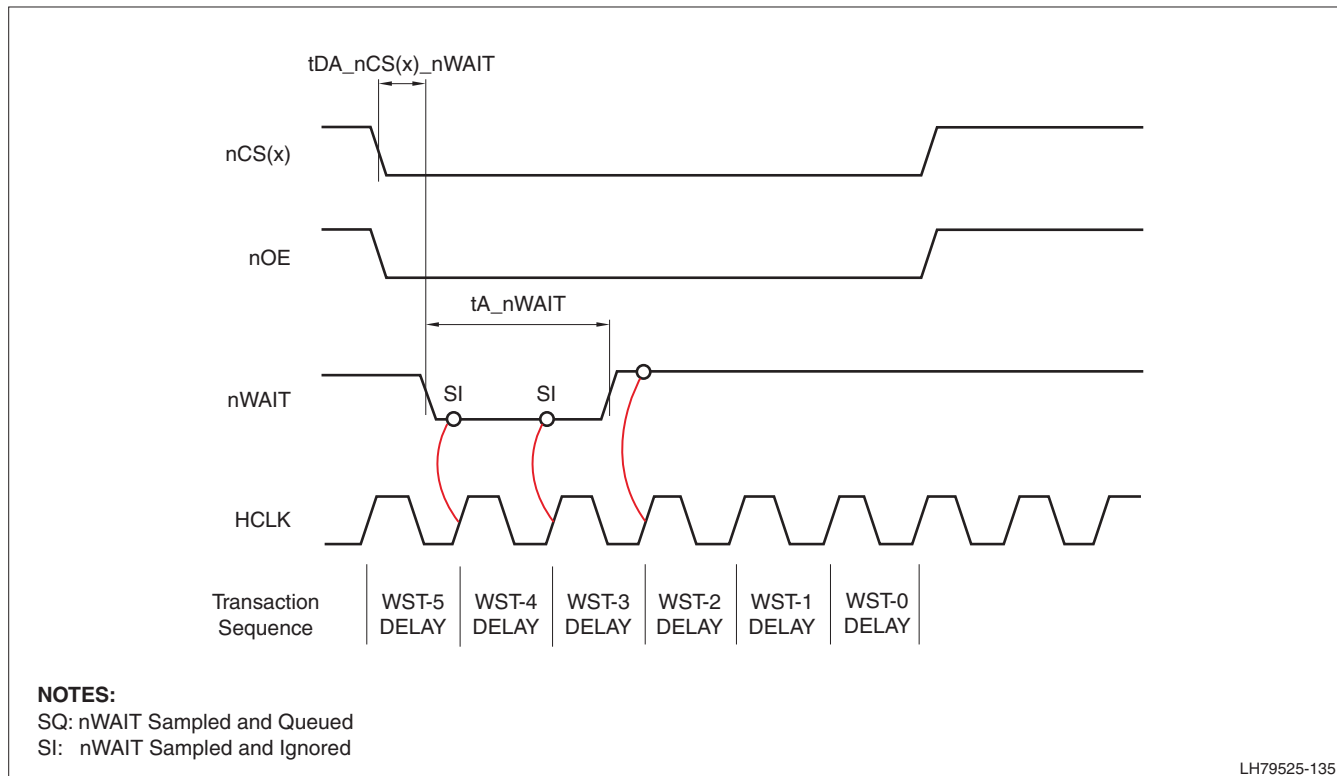 tDA_nCS(x)_nWAIT
nCS(x)
nOE
tA_nWAIT
nWAIT
SI
SI
HCLK
Transaction
Sequence
WST-5
DELAY
WST-4
DELAY
WST-3
DELAY
WST-2
DELAY
WST-1
DELAY
WST-0
DELAY
NOTES:
SQ: nWAIT Sampled and Queued
SI: nWAIT Sampled and Ignored
LH79525-135